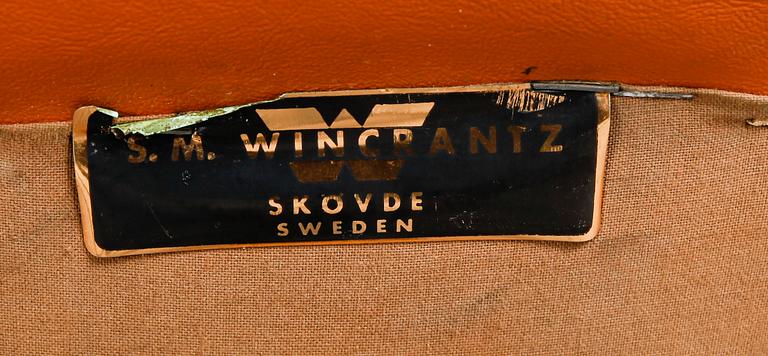 S. M. WINCRANTZ
SKÖVDE
SWEDEN